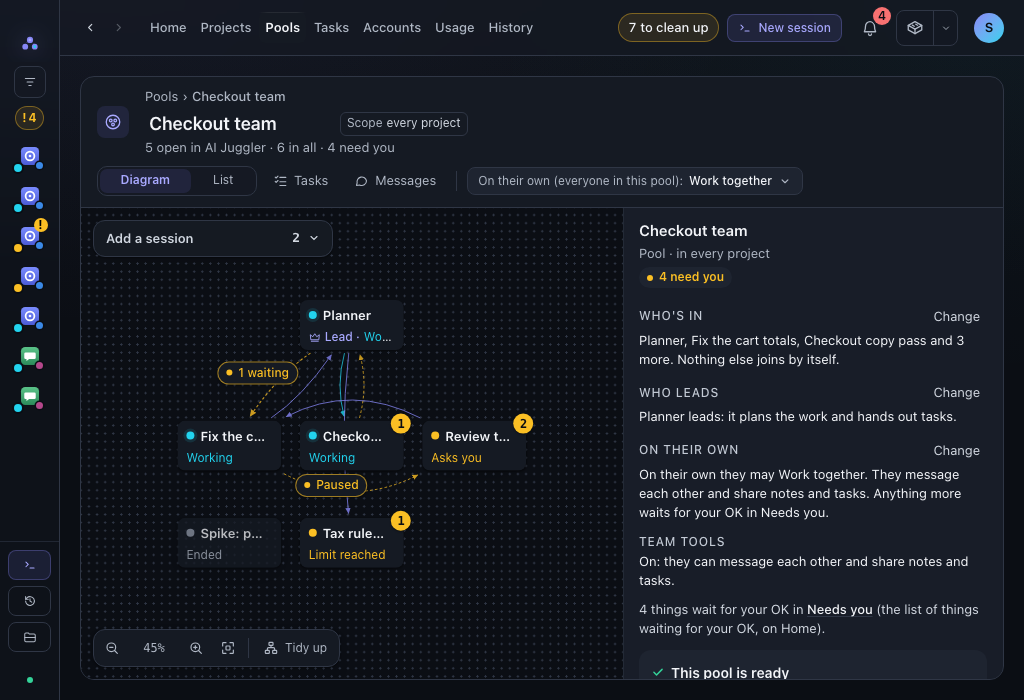 Home Projects Pools Tasks Accounts Usage History
7 to clean up
New session
4
S
! 4
!
Pools › Checkout team
Checkout team
Scope every project
5 open in AI Juggler · 6 in all · 4 need you
Diagram List Tasks Messages
On their own (everyone in this pool): Work together
Add a session 2
Planner
Lead · Wo...
1 waiting
Fix the c...
Working
1
Checko...
Working
2
Review t...
Asks you
Paused
Spike: p...
Ended
1
Tax rule...
Limit reached
45%
Tidy up
Checkout team
Pool · in every project
4 need you
WHO'S IN
Change
Planner, Fix the cart totals, Checkout copy pass and 3
more. Nothing else joins by itself.
WHO LEADS
Change
Planner leads: it plans the work and hands out tasks.
ON THEIR OWN
Change
On their own they may Work together. They message
each other and share notes and tasks. Anything more
waits for your OK in Needs you.
TEAM TOOLS
On: they can message each other and share notes and
tasks.
4 things wait for your OK in Needs you (the list of things
waiting for your OK, on Home).
This pool is ready